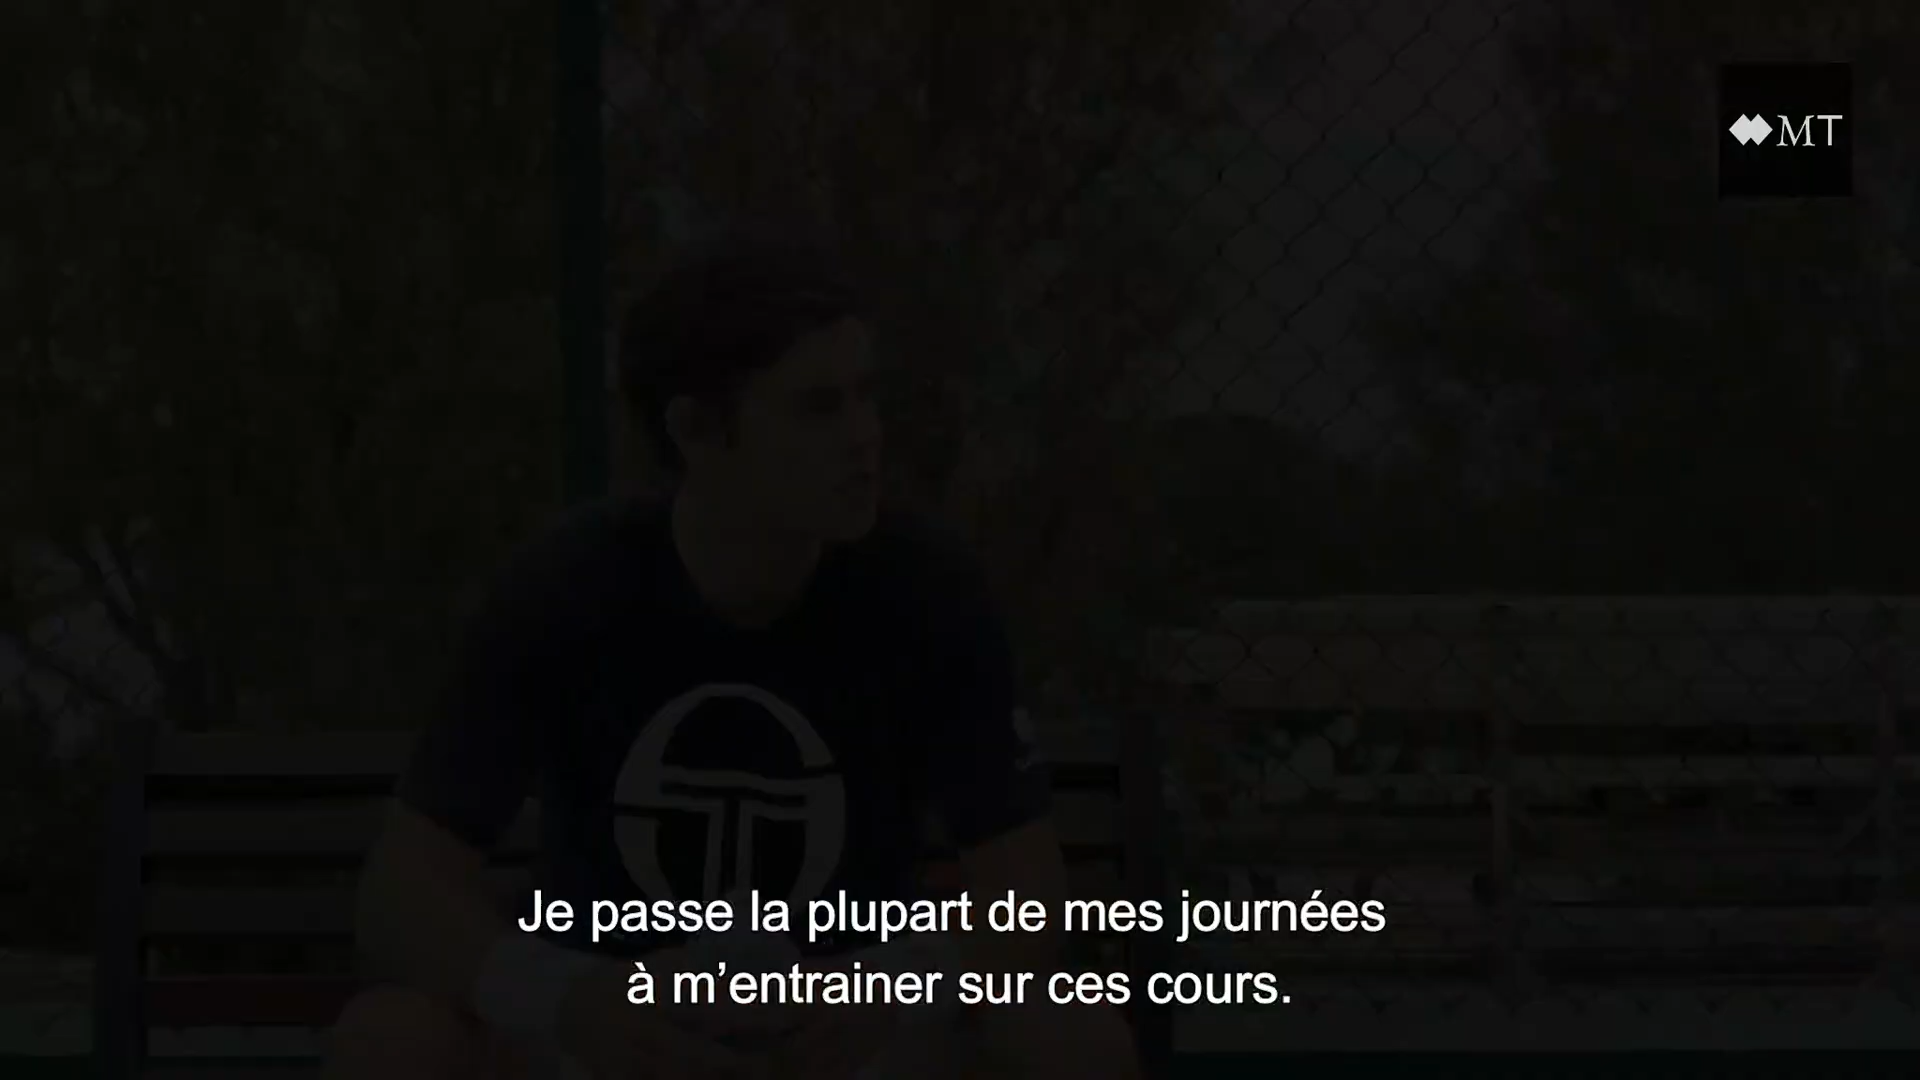 MT
Je passe la plupart de mes journées
à m’entrainer sur ces cours.